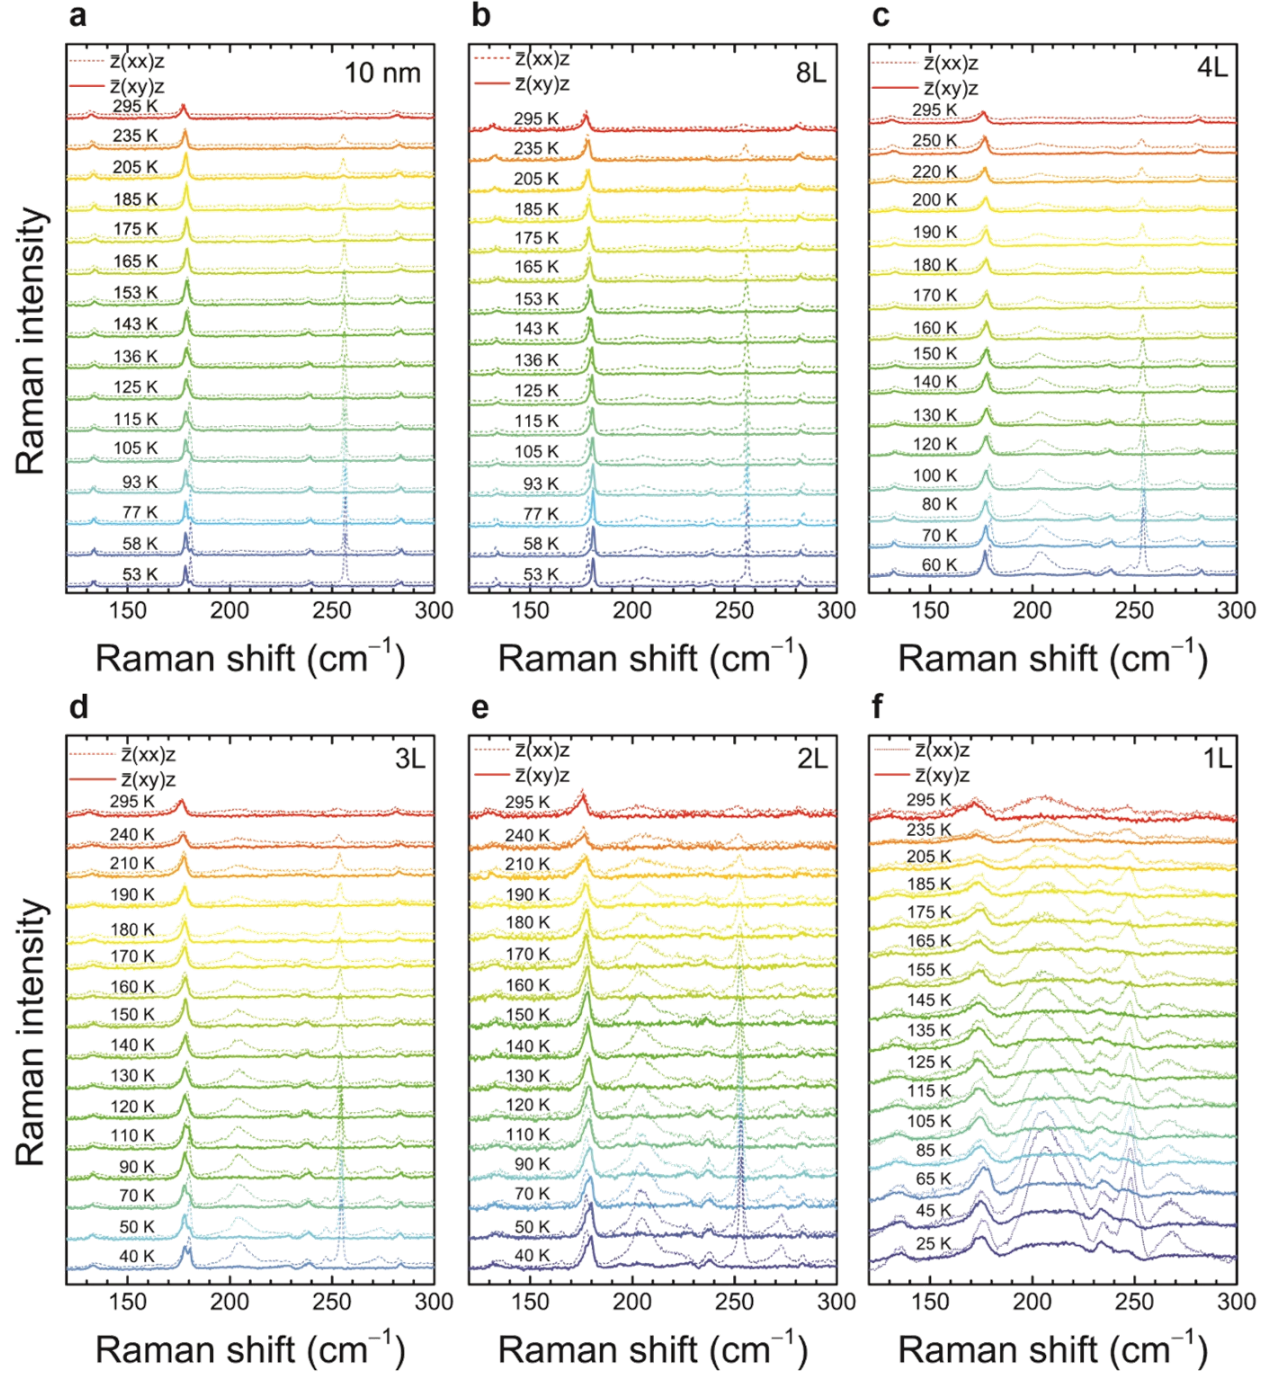 a
z̄(xx)z
z̄(xy)z
10 nm
295 K
235 K
205 K
185 K
175 K
165 K
153 K
143 K
136 K
125 K
115 K
105 K
93 K
77 K
58 K
53 K
150 200 250 300
Raman shift (cm⁻¹)
Raman intensity
b
z̄(xx)z
z̄(xy)z
8L
295 K
235 K
205 K
185 K
175 K
165 K
153 K
143 K
136 K
125 K
115 K
105 K
93 K
77 K
58 K
53 K
150 200 250 300
Raman shift (cm⁻¹)
c
z̄(xx)z
z̄(xy)z
4L
295 K
250 K
220 K
200 K
190 K
180 K
170 K
160 K
150 K
140 K
130 K
120 K
100 K
80 K
70 K
60 K
150 200 250 300
Raman shift (cm⁻¹)
d
z̄(xx)z
z̄(xy)z
3L
295 K
240 K
210 K
190 K
180 K
170 K
160 K
150 K
140 K
130 K
120 K
110 K
90 K
70 K
50 K
40 K
150 200 250 300
Raman shift (cm⁻¹)
Raman intensity
e
z̄(xx)z
z̄(xy)z
2L
295 K
240 K
210 K
190 K
180 K
170 K
160 K
150 K
140 K
130 K
120 K
110 K
90 K
70 K
50 K
40 K
150 200 250 300
Raman shift (cm⁻¹)
f
z̄(xx)z
z̄(xy)z
1L
295 K
235 K
205 K
185 K
175 K
165 K
155 K
145 K
135 K
125 K
115 K
105 K
85 K
65 K
45 K
25 K
150 200 250 300
Raman shift (cm⁻¹)